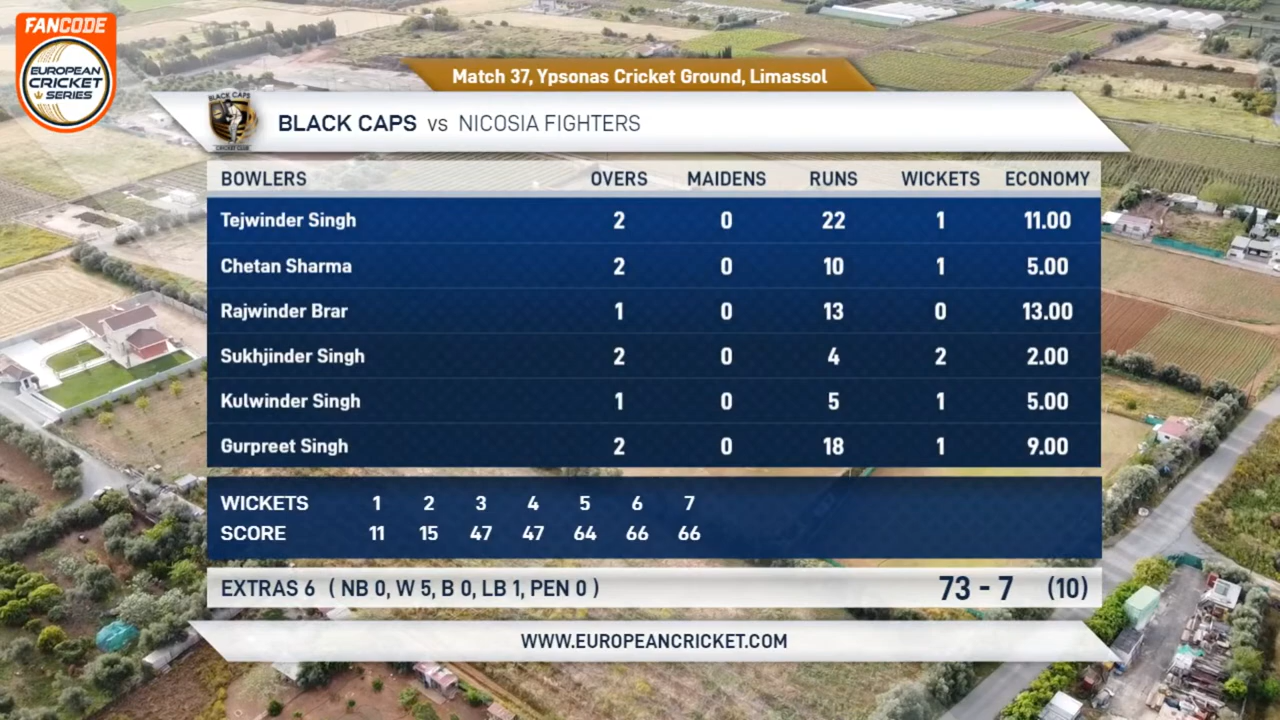 FANCODE
EUROPEAN
CRICKET
SERIES
Match 37, Ypsonas Cricket Ground, Limassol
BLACK CAPS
CRICKET CLUB
BLACK CAPS vs NICOSIA FIGHTERS
BOWLERS OVERS MAIDENS RUNS WICKETS ECONOMY
Tejwinder Singh 2 0 22 1 11.00
Chetan Sharma 2 0 10 1 5.00
Rajwinder Brar 1 0 13 0 13.00
Sukhjinder Singh 2 0 4 2 2.00
Kulwinder Singh 1 0 5 1 5.00
Gurpreet Singh 2 0 18 1 9.00
WICKETS 1 2 3 4 5 6 7
SCORE 11 15 47 47 64 66 66
EXTRAS 6 ( NB 0, W 5, B 0, LB 1, PEN 0 ) 73 - 7 (10)
WWW.EUROPEANCRICKET.COM